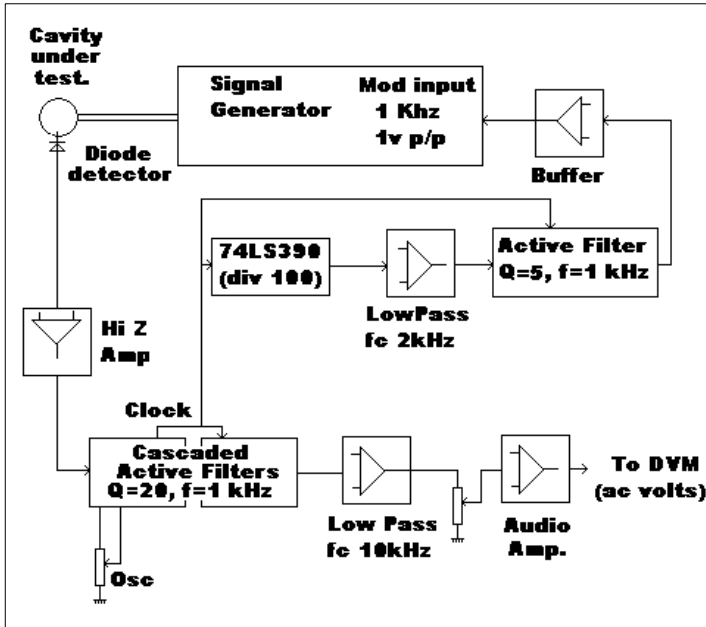 Cavity
under
test.
Signal
Generator
Mod input
1 Khz
1v p/p
Diode
detector
Buffer
74LS390
(div 100)
LowPass
fc 2kHz
Active Filter
Q=5, f=1 kHz
Hi Z
Amp
Clock
Cascaded
Active Filters
Q=20, f=1 kHz
Low Pass
fc 10kHz
Audio
Amp.
To DVM
(ac volts)
Osc